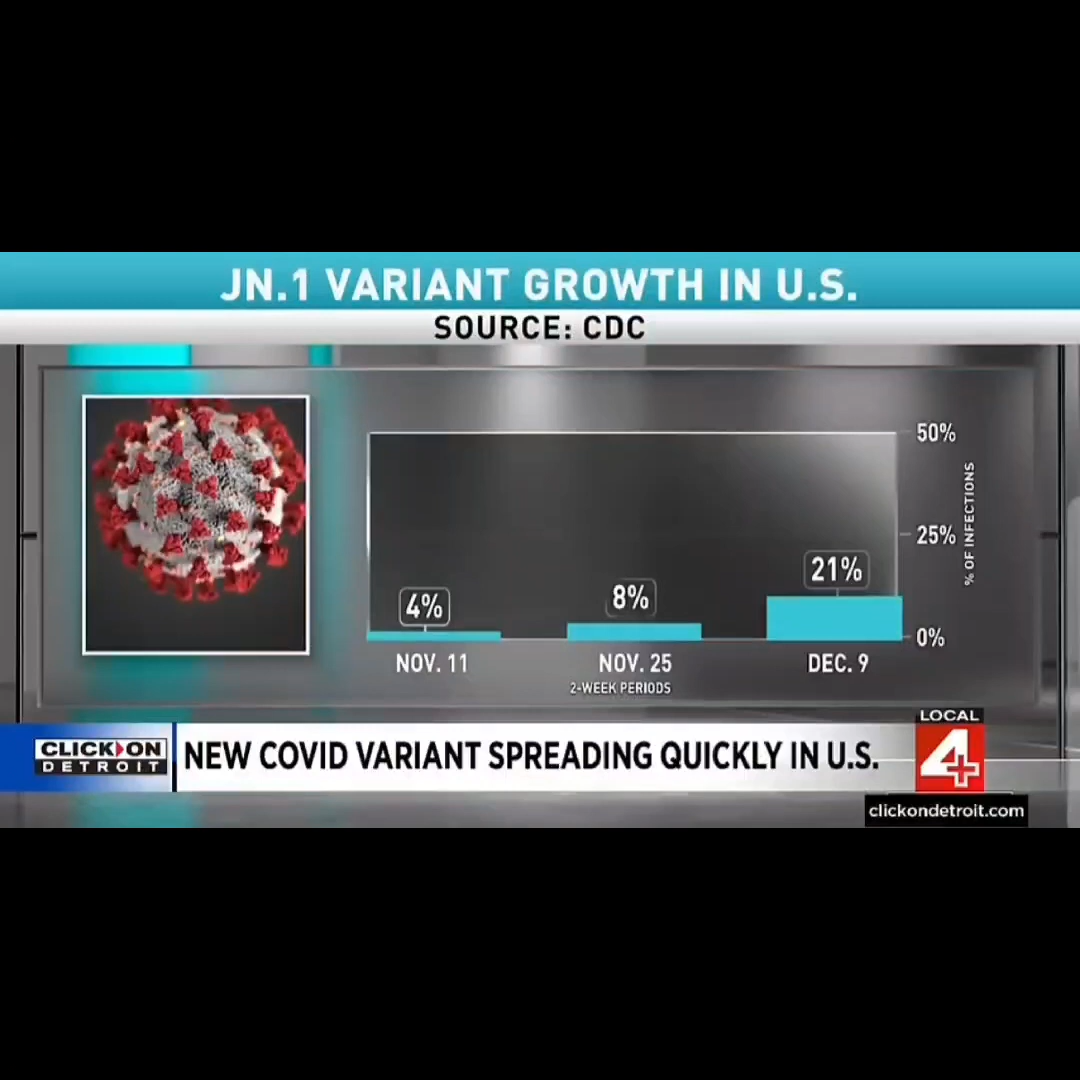 JN.1 VARIANT GROWTH IN U.S.
SOURCE: CDC
50%
25%
0%
% OF INFECTIONS
4%
8%
21%
NOV. 11
NOV. 25
DEC. 9
2-WEEK PERIODS
LOCAL
4
CLICK ON
DETROIT
NEW COVID VARIANT SPREADING QUICKLY IN U.S.
clickondetroit.com